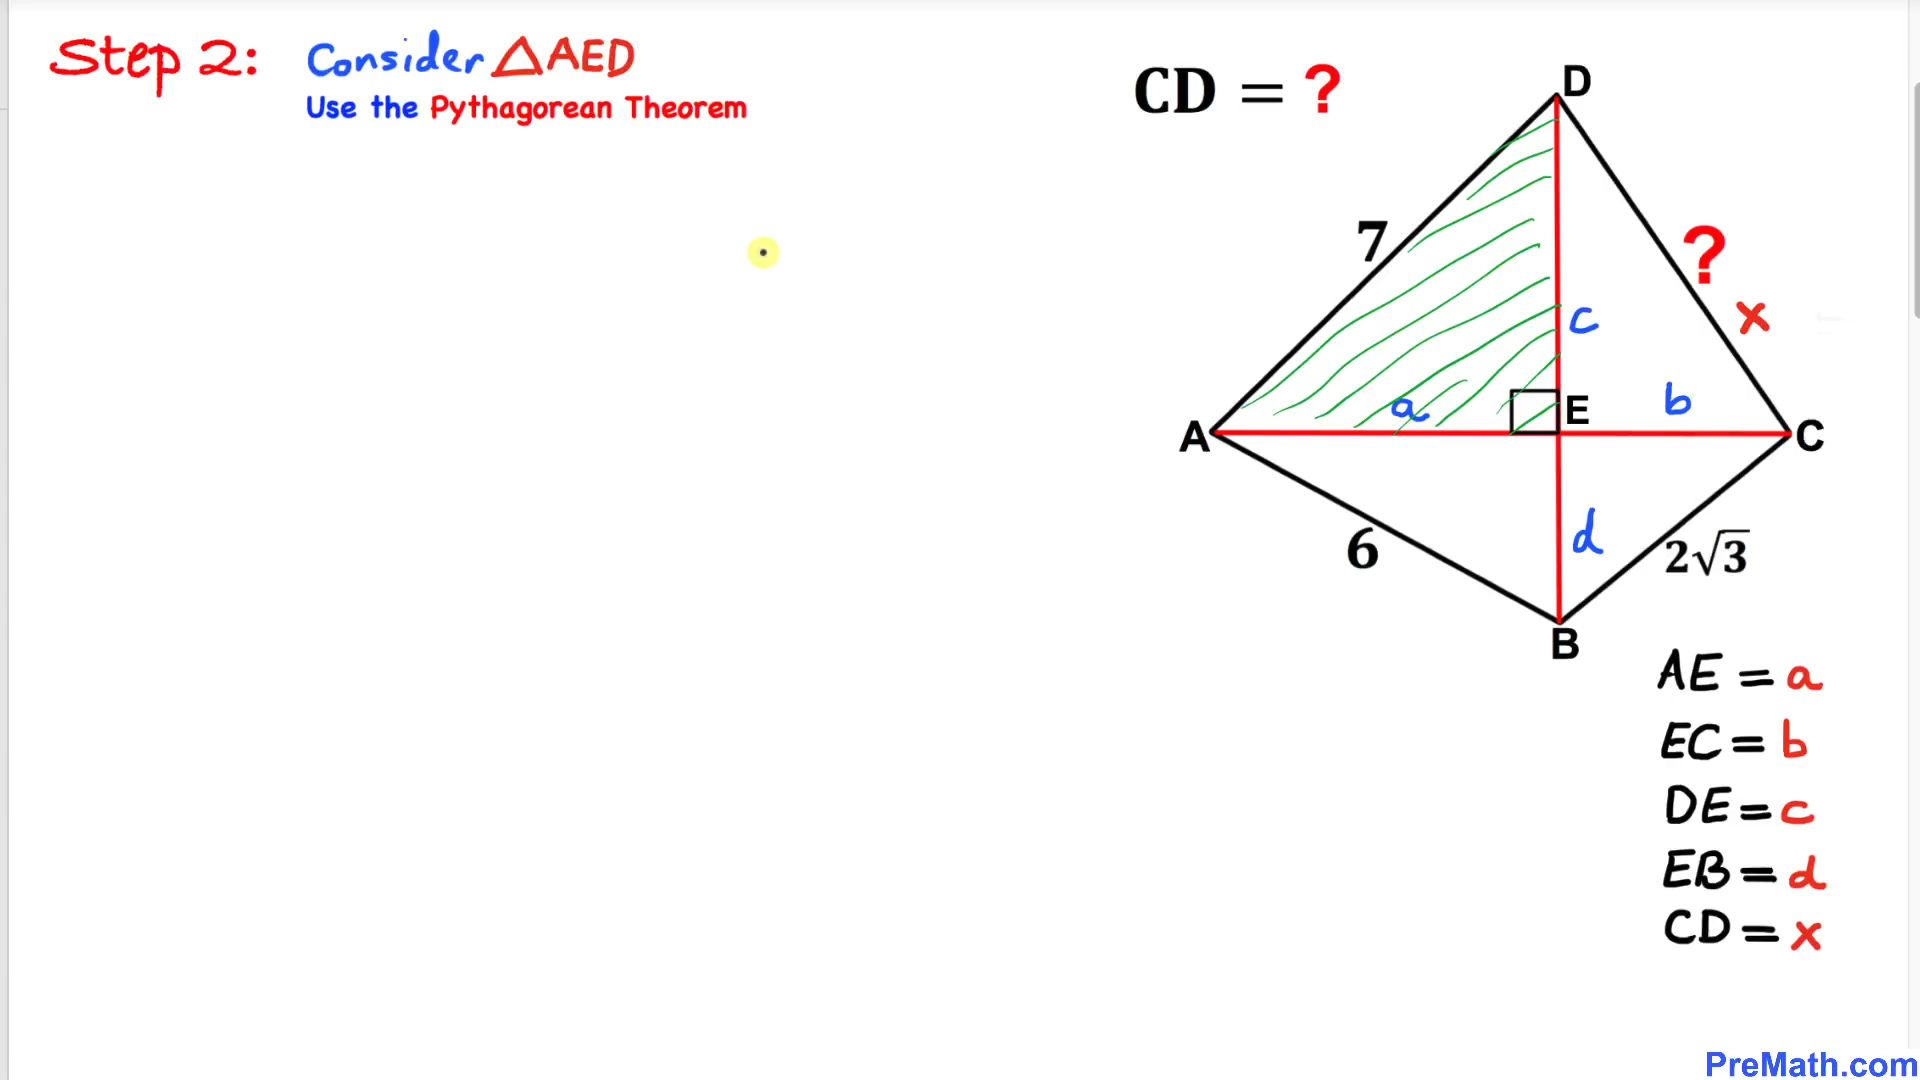 Step 2: Consider △AED
Use the Pythagorean Theorem
CD = ?
D
7
?
x
c
b
a
E
A
C
6
d
2√3
B
AE = a
EC = b
DE = c
EB = d
CD = x
PreMath.com